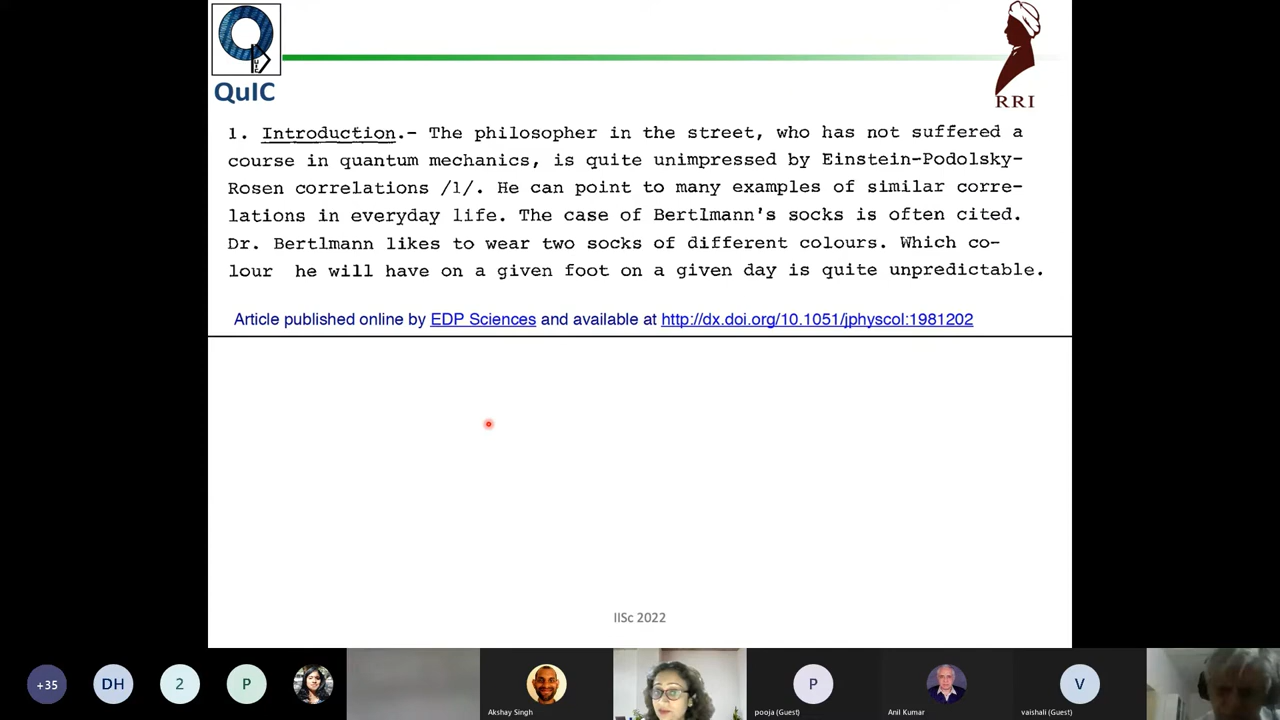 QuIC
RRI
1. Introduction.- The philosopher in the street, who has not suffered a
course in quantum mechanics, is quite unimpressed by Einstein-Podolsky-
Rosen correlations /1/. He can point to many examples of similar corre-
lations in everyday life. The case of Bertlmann's socks is often cited.
Dr. Bertlmann likes to wear two socks of different colours. Which co-
lour he will have on a given foot on a given day is quite unpredictable.
Article published online by EDP Sciences and available at http://dx.doi.org/10.1051/jphyscol:1981202
IISc 2022
+35
DH
2
P
P
V
Akshay Singh
pooja (Guest)
Anil Kumar
vaishali (Guest)